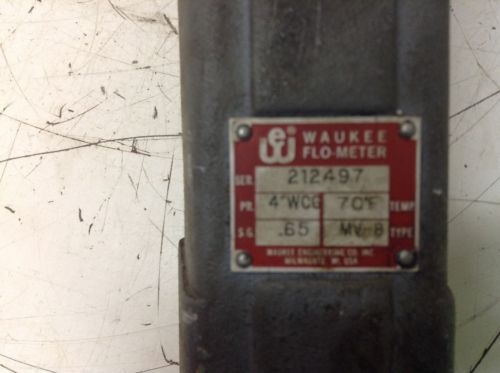 WAUKEE
FLO-METER
SER. 212497
PR. 4"WCG 70°F TEMP.
S.G. .65 MV-B TYPE
WAUKEE ENGINEERING CO. INC.
MILWAUKEE, WI, USA